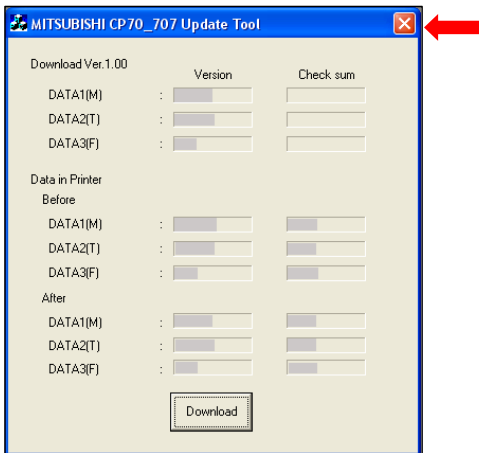 MITSUBISHI CP70_707 Update Tool
Download Ver.1.00
Version Check sum
DATA1(M) :
DATA2(T) :
DATA3(F) :
Data in Printer
Before
DATA1(M) :
DATA2(T) :
DATA3(F) :
After
DATA1(M) :
DATA2(T) :
DATA3(F) :
Download